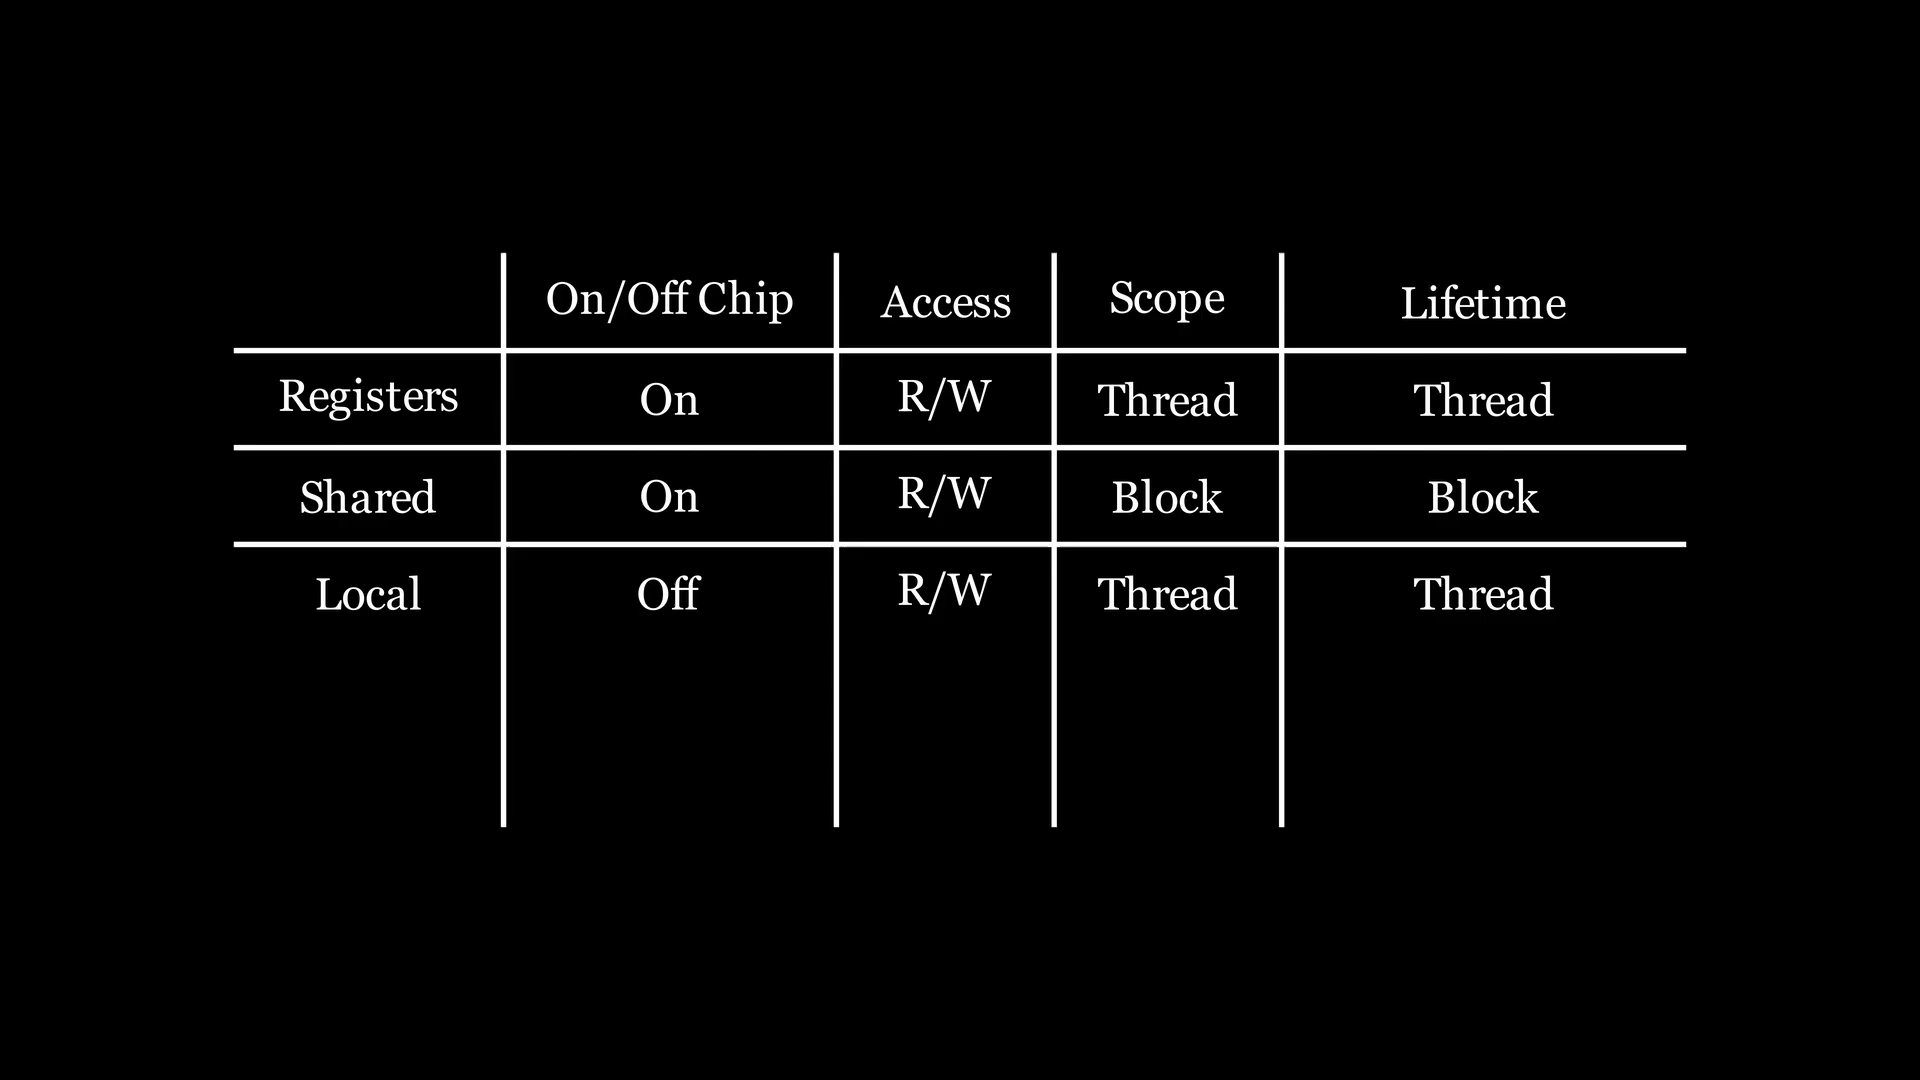 On/Off Chip Access Scope Lifetime
Registers On R/W Thread Thread
Shared On R/W Block Block
Local Off R/W Thread Thread